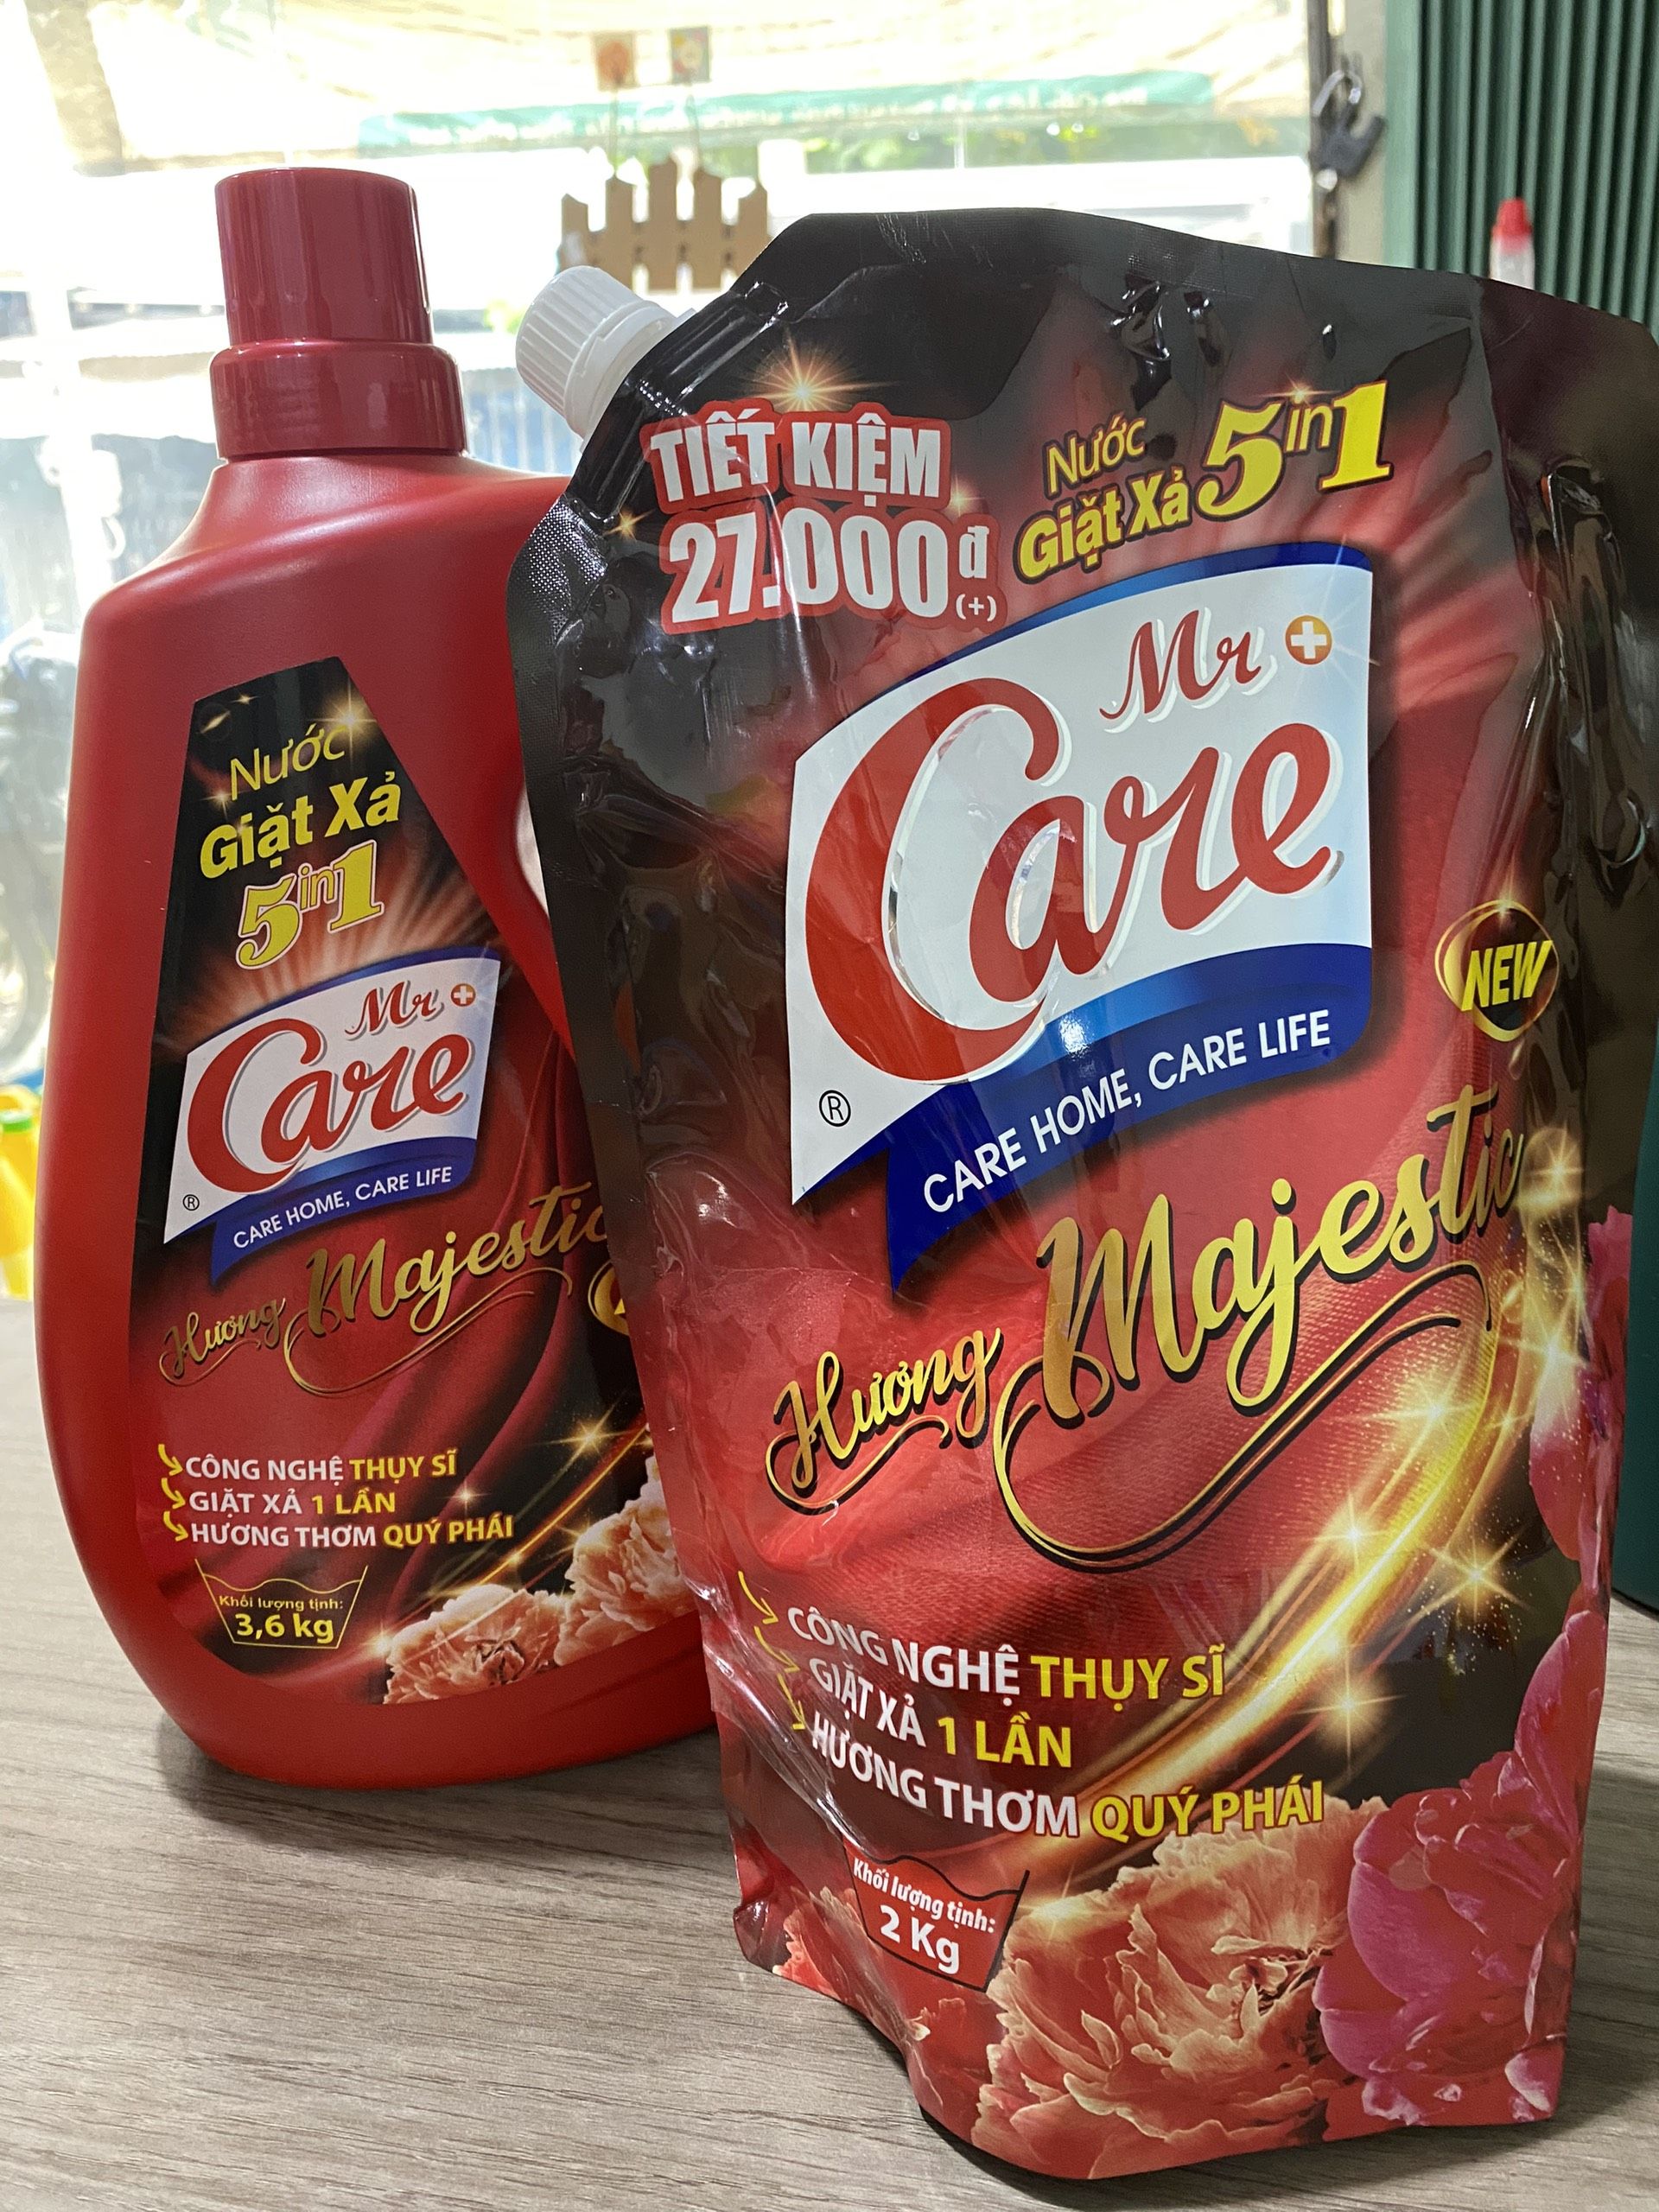 Nước
Giặt Xả
5in1
Mr
Care
®
CARE HOME, CARE LIFE
Hương Majestic
CÔNG NGHỆ THỤY SĨ
GIẶT XẢ 1 LẦN
HƯƠNG THƠM QUÝ PHÁI
Khối lượng tịnh:
3,6 kg
TIẾT KIỆM
27.000đ
(+)
Nước
Giặt Xả 5in1
Mr
Care
®
CARE HOME, CARE LIFE
NEW
Hương Majestic
CÔNG NGHỆ THỤY SĨ
GIẶT XẢ 1 LẦN
HƯƠNG THƠM QUÝ PHÁI
Khối lượng tịnh:
2 Kg